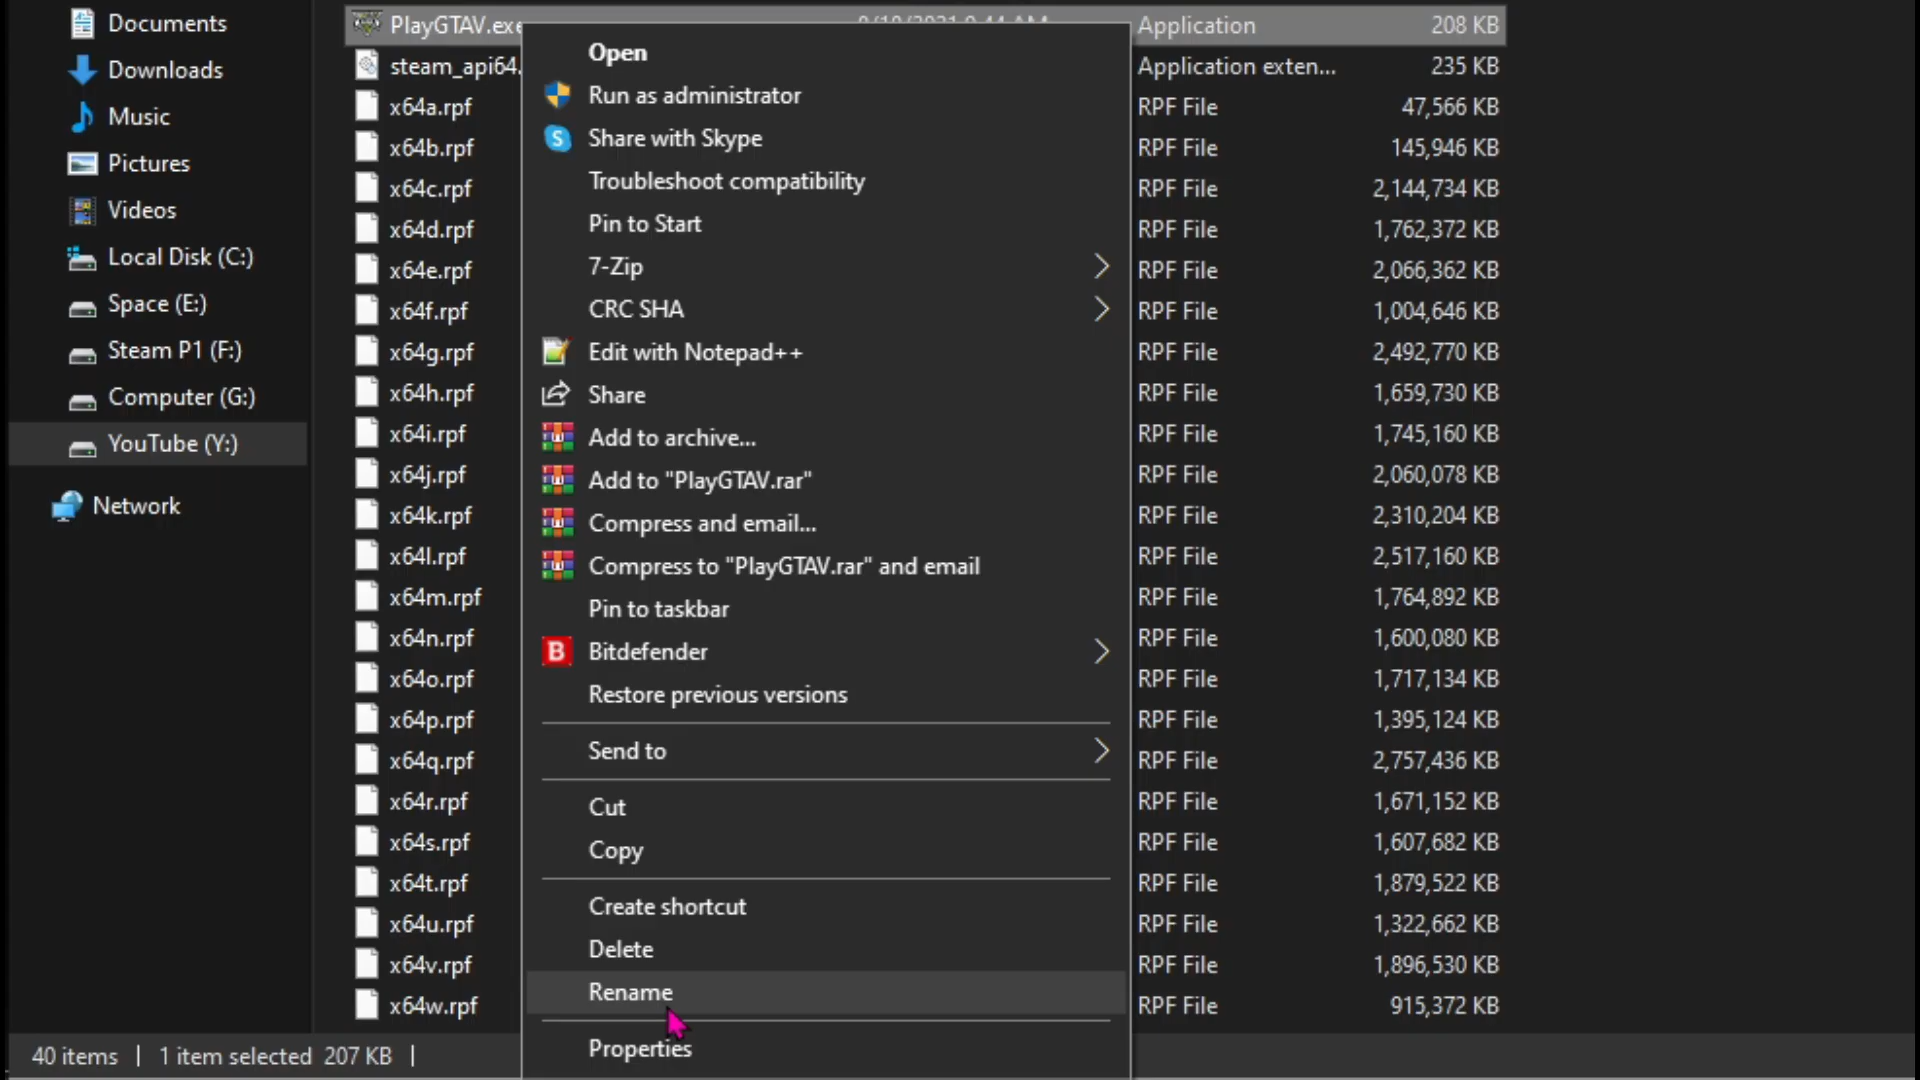 Documents
Downloads
Music
Pictures
Videos
Local Disk (C:)
Space (E:)
Steam P1 (F:)
Computer (G:)
YouTube (Y:)
Network
PlayGTAV.exe Application 208 KB
steam_api64. Application exten... 235 KB
x64a.rpf RPF File 47,566 KB
x64b.rpf RPF File 145,946 KB
x64c.rpf RPF File 2,144,734 KB
x64d.rpf RPF File 1,762,372 KB
x64e.rpf RPF File 2,066,362 KB
x64f.rpf RPF File 1,004,646 KB
x64g.rpf RPF File 2,492,770 KB
x64h.rpf RPF File 1,659,730 KB
x64i.rpf RPF File 1,745,160 KB
x64j.rpf RPF File 2,060,078 KB
x64k.rpf RPF File 2,310,204 KB
x64l.rpf RPF File 2,517,160 KB
x64m.rpf RPF File 1,764,892 KB
x64n.rpf RPF File 1,600,080 KB
x64o.rpf RPF File 1,717,134 KB
x64p.rpf RPF File 1,395,124 KB
x64q.rpf RPF File 2,757,436 KB
x64r.rpf RPF File 1,671,152 KB
x64s.rpf RPF File 1,607,682 KB
x64t.rpf RPF File 1,879,522 KB
x64u.rpf RPF File 1,322,662 KB
x64v.rpf RPF File 1,896,530 KB
x64w.rpf RPF File 915,372 KB
Open
Run as administrator
S Share with Skype
Troubleshoot compatibility
Pin to Start
7-Zip
CRC SHA
Edit with Notepad++
Share
Add to archive...
Add to "PlayGTAV.rar"
Compress and email...
Compress to "PlayGTAV.rar" and email
Pin to taskbar
B Bitdefender
Restore previous versions
Send to
Cut
Copy
Create shortcut
Delete
Rename
Properties
40 items | 1 item selected 207 KB |